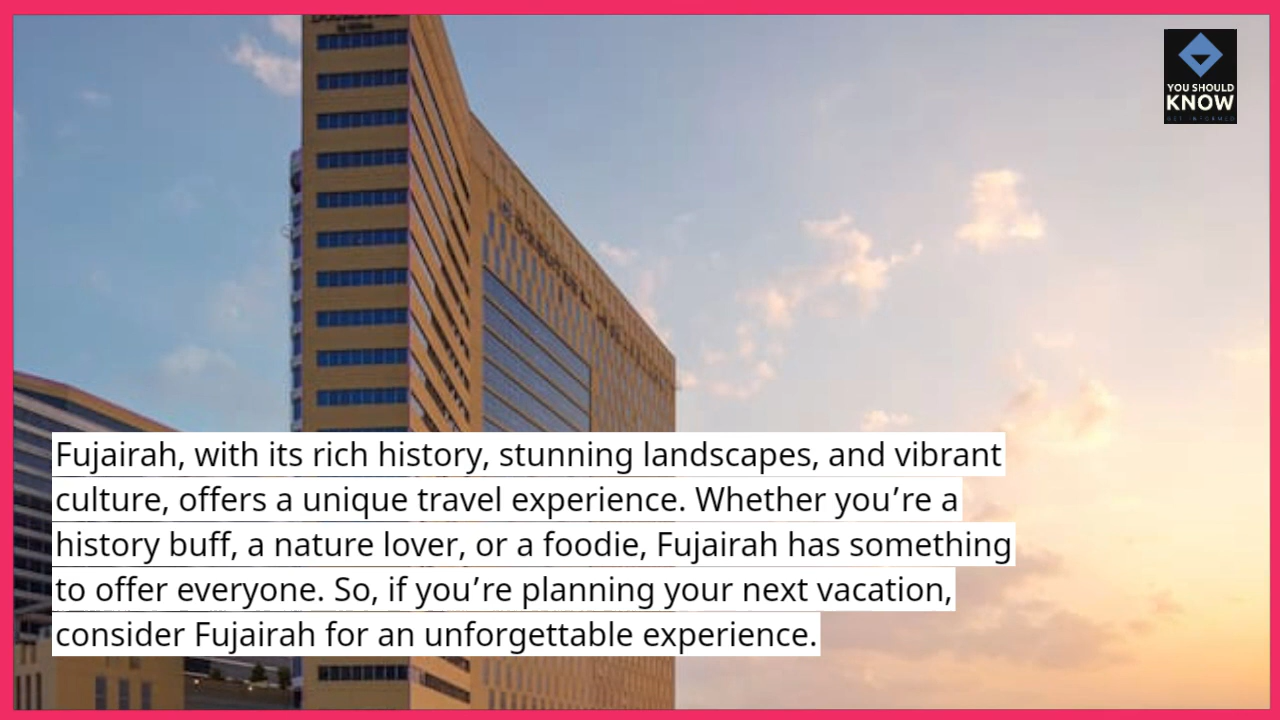 YOU SHOULD
KNOW
GET INFORMED
Fujairah, with its rich history, stunning landscapes, and vibrant
culture, offers a unique travel experience. Whether you’re a
history buff, a nature lover, or a foodie, Fujairah has something
to offer everyone. So, if you’re planning your next vacation,
consider Fujairah for an unforgettable experience.